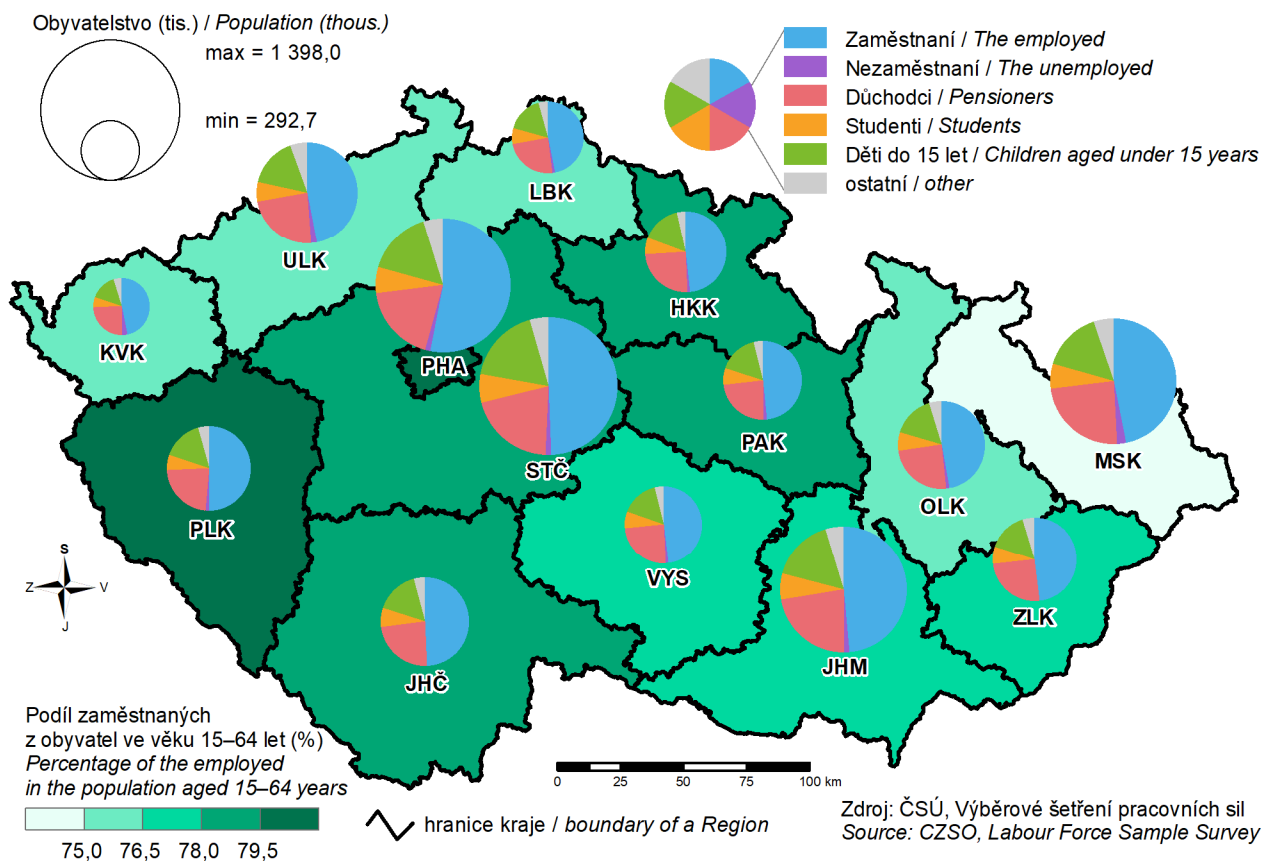 Obyvatelstvo (tis.) / Population (thous.)
max = 1 398,0
min = 292,7
Zaměstnaní / The employed
Nezaměstnaní / The unemployed
Důchodci / Pensioners
Studenti / Students
Děti do 15 let / Children aged under 15 years
ostatní / other
LBK
ULK
HKK
KVK
PHA
PAK
MSK
STČ
OLK
PLK
VYS
ZLK
JHM
JHČ
S
Z
V
J
Podíl zaměstnaných
z obyvatel ve věku 15–64 let (%)
Percentage of the employed
in the population aged 15–64 years
75,0 76,5 78,0 79,5
hranice kraje / boundary of a Region
0 25 50 75 100 km
Zdroj: ČSÚ, Výběrové šetření pracovních sil
Source: CZSO, Labour Force Sample Survey